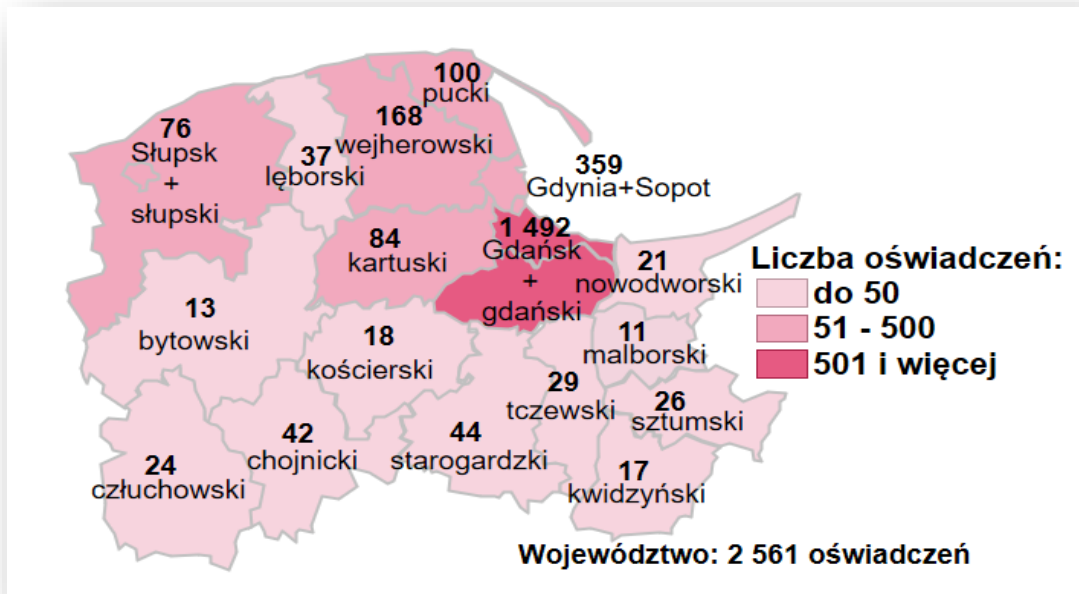 100
pucki
168
wejherowski
76
Słupsk
+
słupski
37
lęborski
359
Gdynia+Sopot
1 492
Gdańsk
+
gdański
84
kartuski
21
nowodworski
13
bytowski
18
kościerski
11
malborski
29
tczewski
26
sztumski
42
chojnicki
44
starogardzki
24
człuchowski
17
kwidzyński
Liczba oświadczeń:
do 50
51 - 500
501 i więcej
Województwo: 2 561 oświadczeń